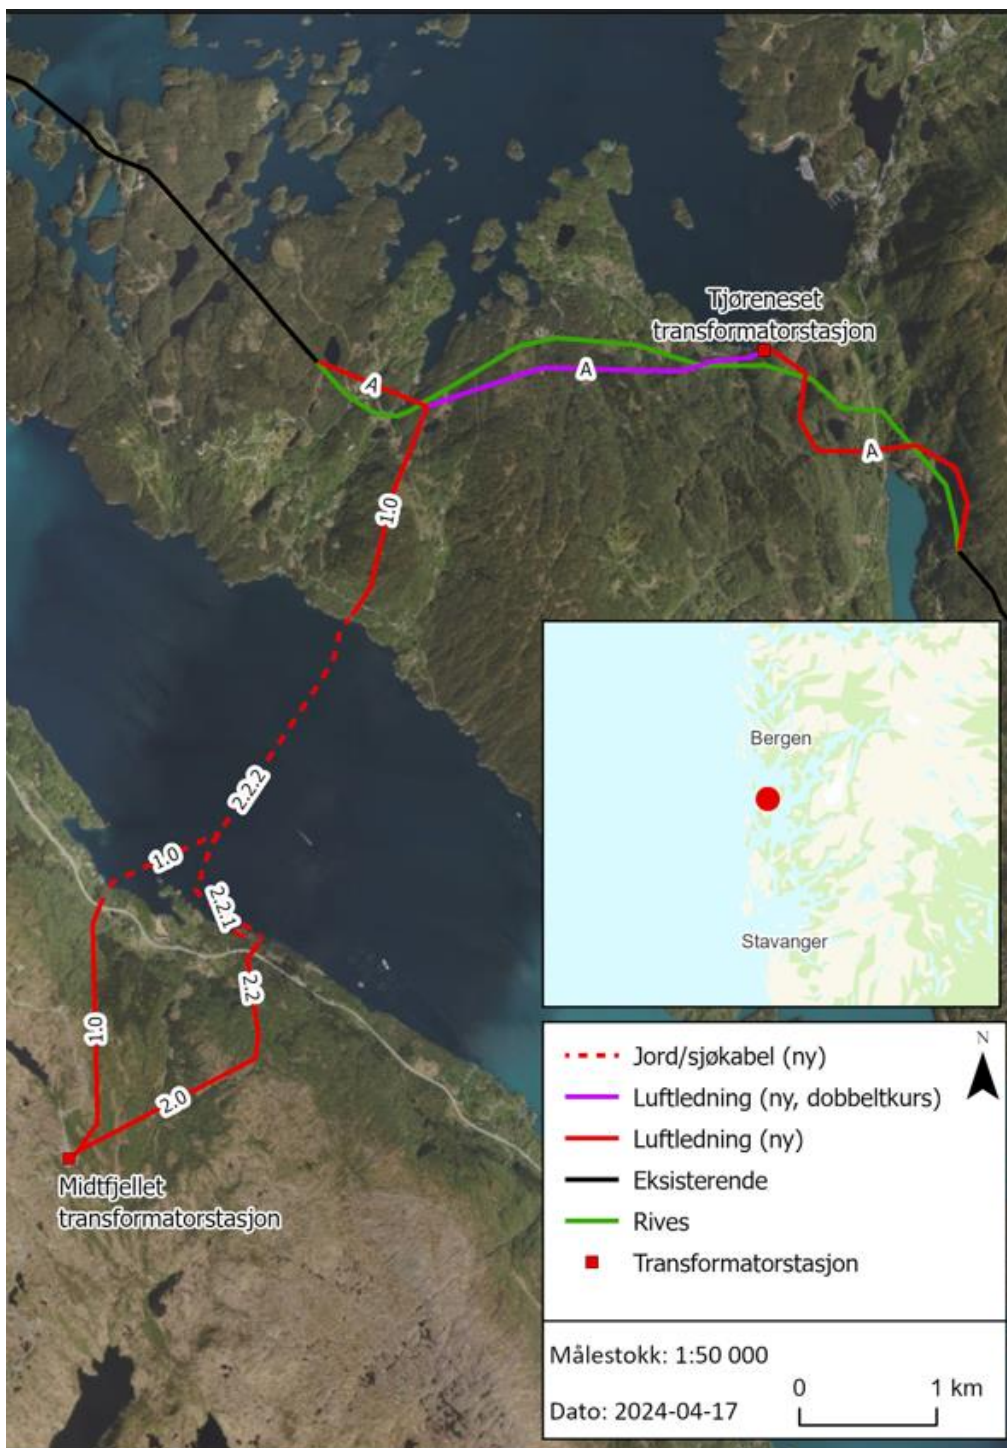 Tjøreneset
transformatorstasjon
A
A
A
1.0
2.2.2
1.0
2.2.1
2.2
1.0
2.0
Midtfjellet
transformatorstasjon
Bergen
Stavanger
N
Jord/sjøkabel (ny)
Luftledning (ny, dobbeltkurs)
Luftledning (ny)
Eksisterende
Rives
Transformatorstasjon
Målestokk: 1:50 000
0 1 km
Dato: 2024-04-17